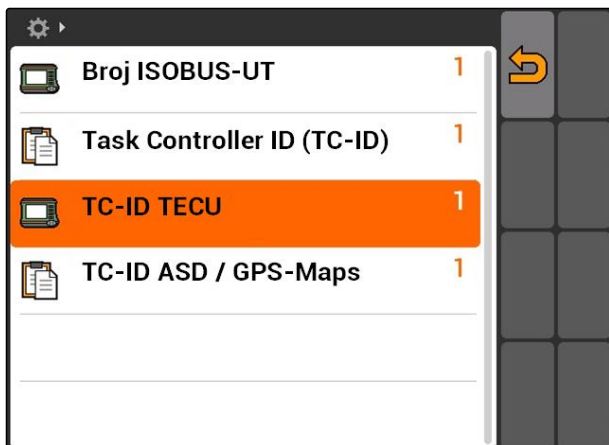 Broj ISOBUS-UT 1
Task Controller ID (TC-ID) 1
TC-ID TECU 1
TC-ID ASD / GPS-Maps 1